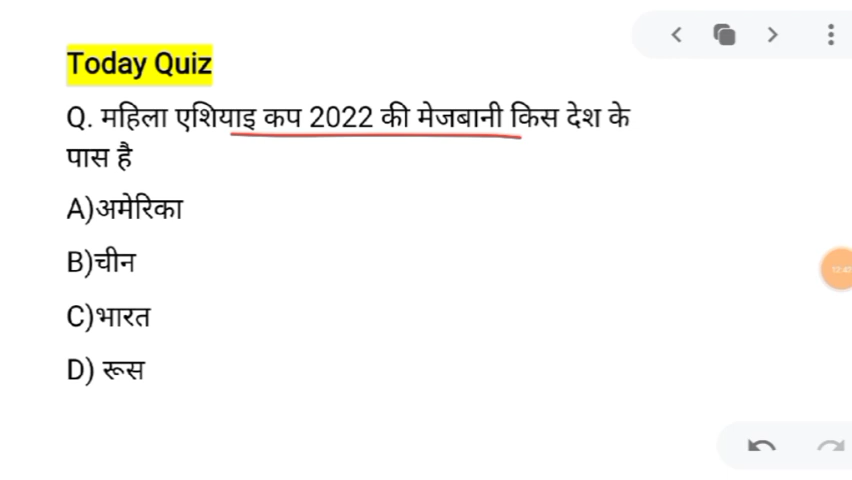 Today Quiz
Q. महिला एशियाइ कप 2022 की मेजबानी किस देश के
पास है
A)अमेरिका
B)चीन
C)भारत
D) रूस